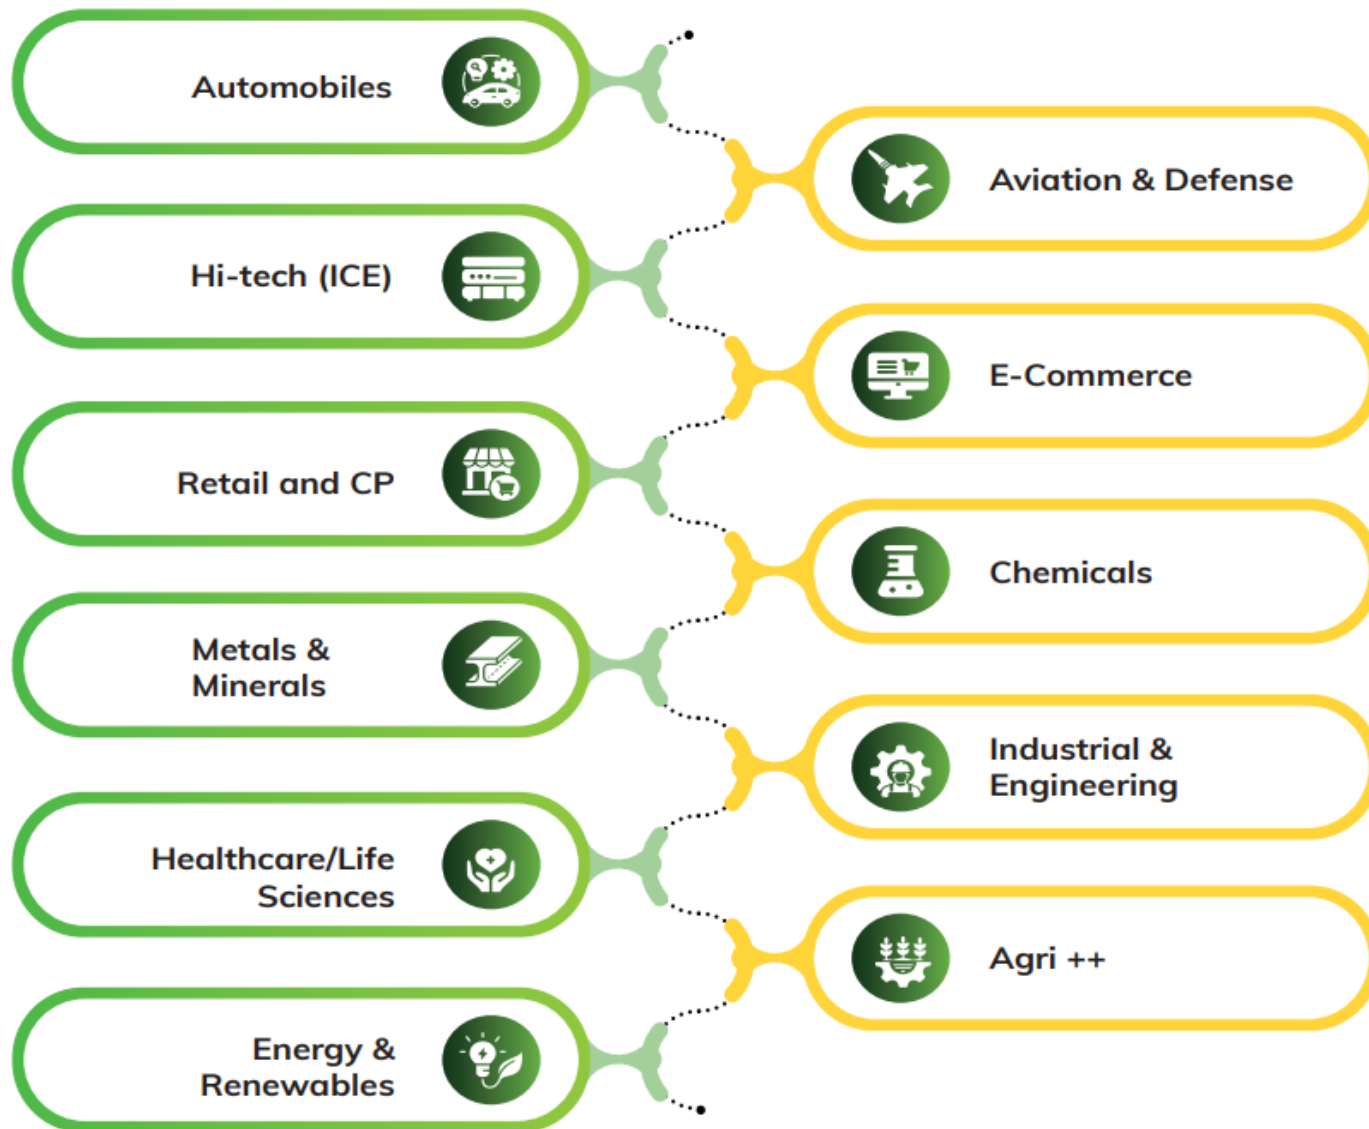 Automobiles
Aviation & Defense
Hi-tech (ICE)
E-Commerce
Retail and CP
Chemicals
Metals &
Minerals
Industrial &
Engineering
Healthcare/Life
Sciences
Agri ++
Energy &
Renewables